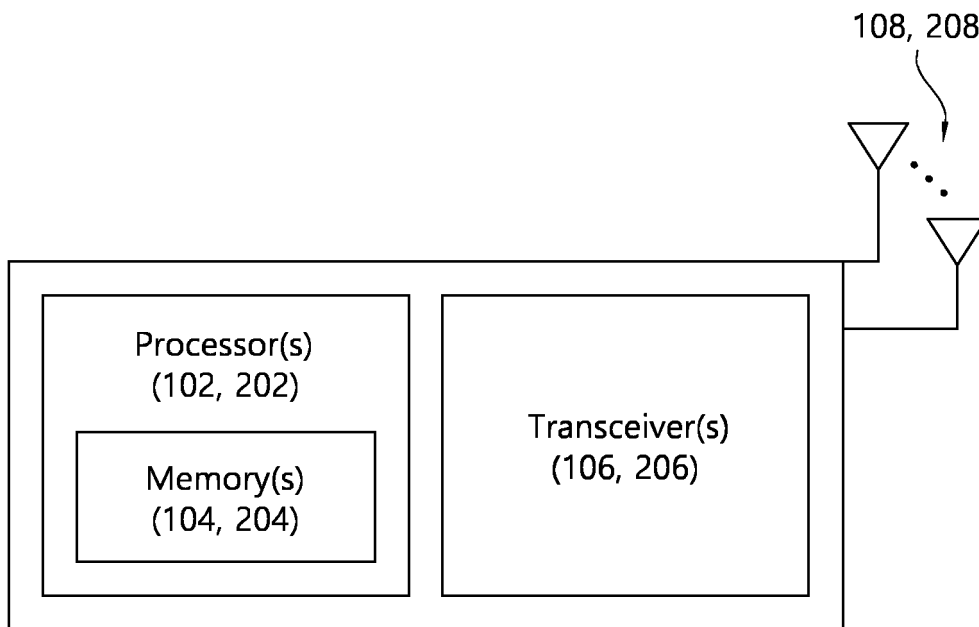 108, 208
Processor(s)
(102, 202)
Memory(s)
(104, 204)
Transceiver(s)
(106, 206)